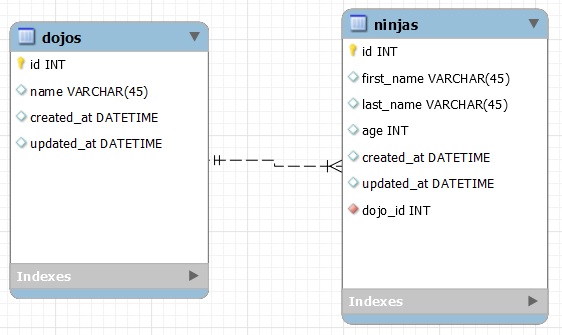 dojos
id INT
name VARCHAR(45)
created_at DATETIME
updated_at DATETIME
Indexes
ninjas
id INT
first_name VARCHAR(45)
last_name VARCHAR(45)
age INT
created_at DATETIME
updated_at DATETIME
dojo_id INT
Indexes